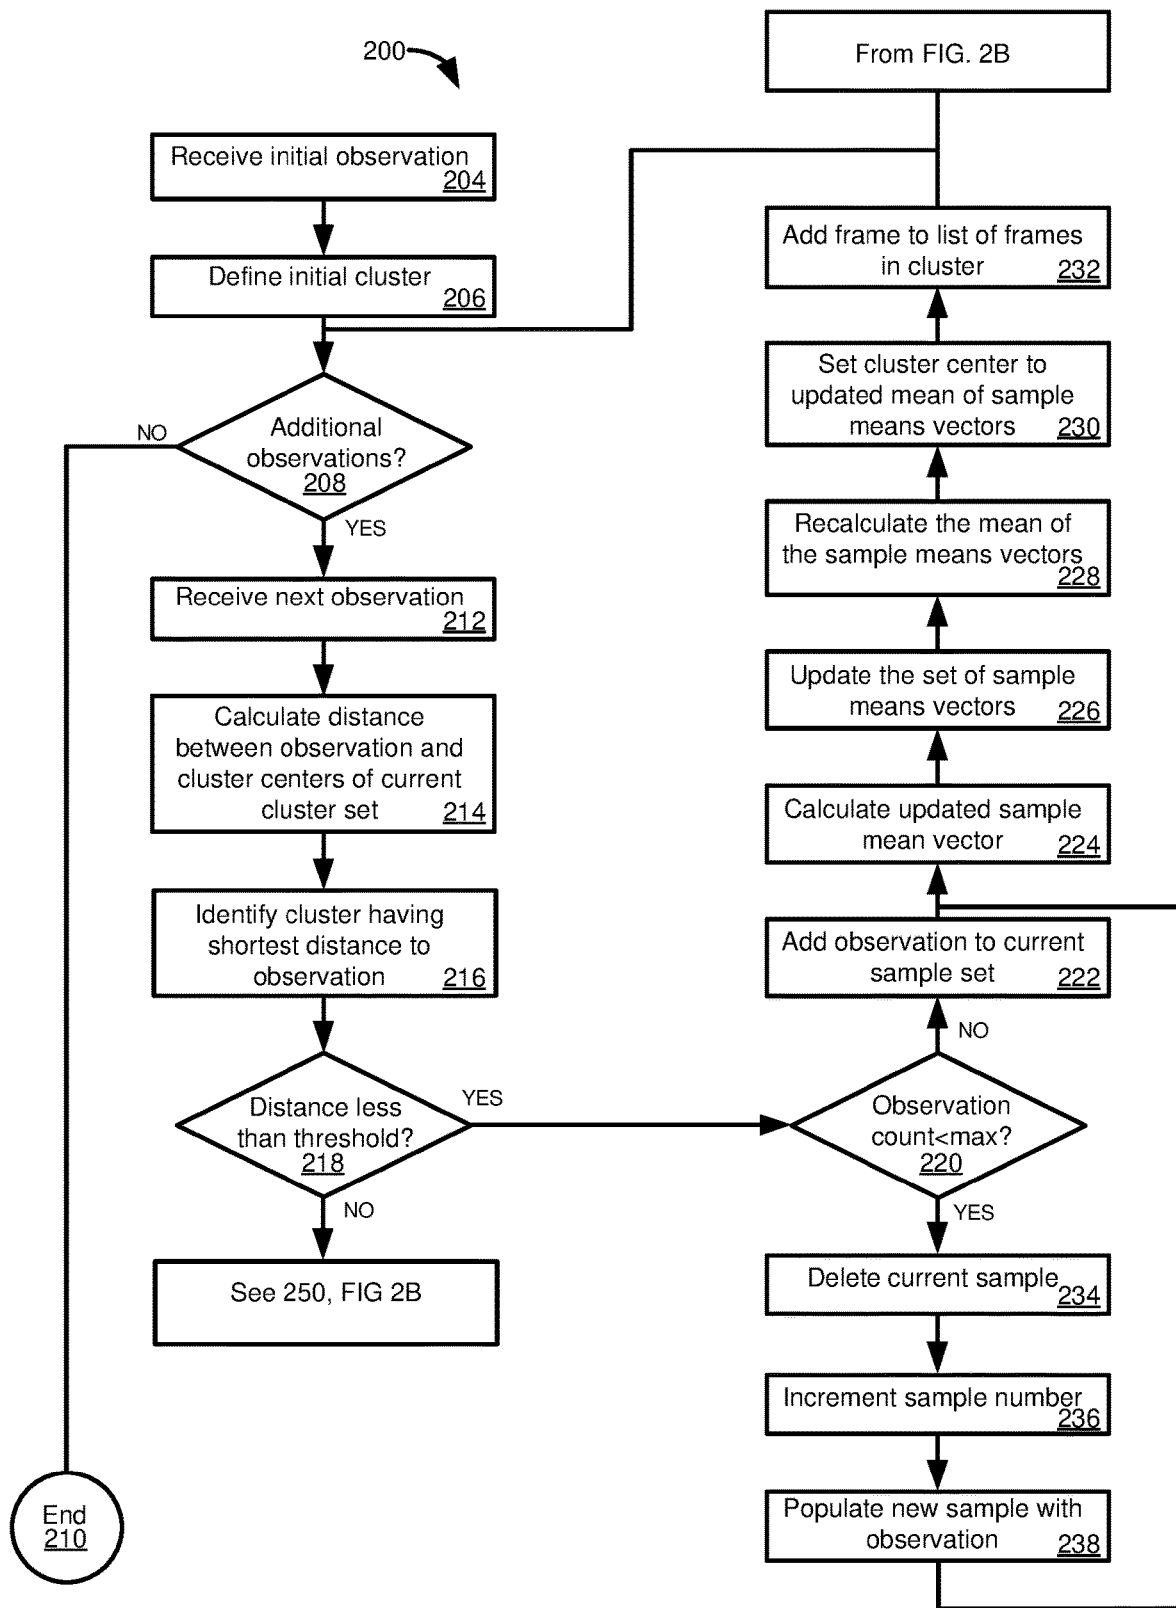 200
From FIG. 2B
Receive initial observation
204
Define initial cluster
206
Additional
observations?
208
NO
YES
Receive next observation
212
Calculate distance
between observation and
cluster centers of current
cluster set
214
Identify cluster having
shortest distance to
observation
216
Distance less
than threshold?
218
YES
NO
See 250, FIG 2B
End
210
Add frame to list of frames
in cluster
232
Set cluster center to
updated mean of sample
means vectors
230
Recalculate the mean of
the sample means vectors
228
Update the set of sample
means vectors
226
Calculate updated sample
mean vector
224
Add observation to current
sample set
222
NO
Observation
count<max?
220
YES
Delete current sample
234
Increment sample number
236
Populate new sample with
observation
238